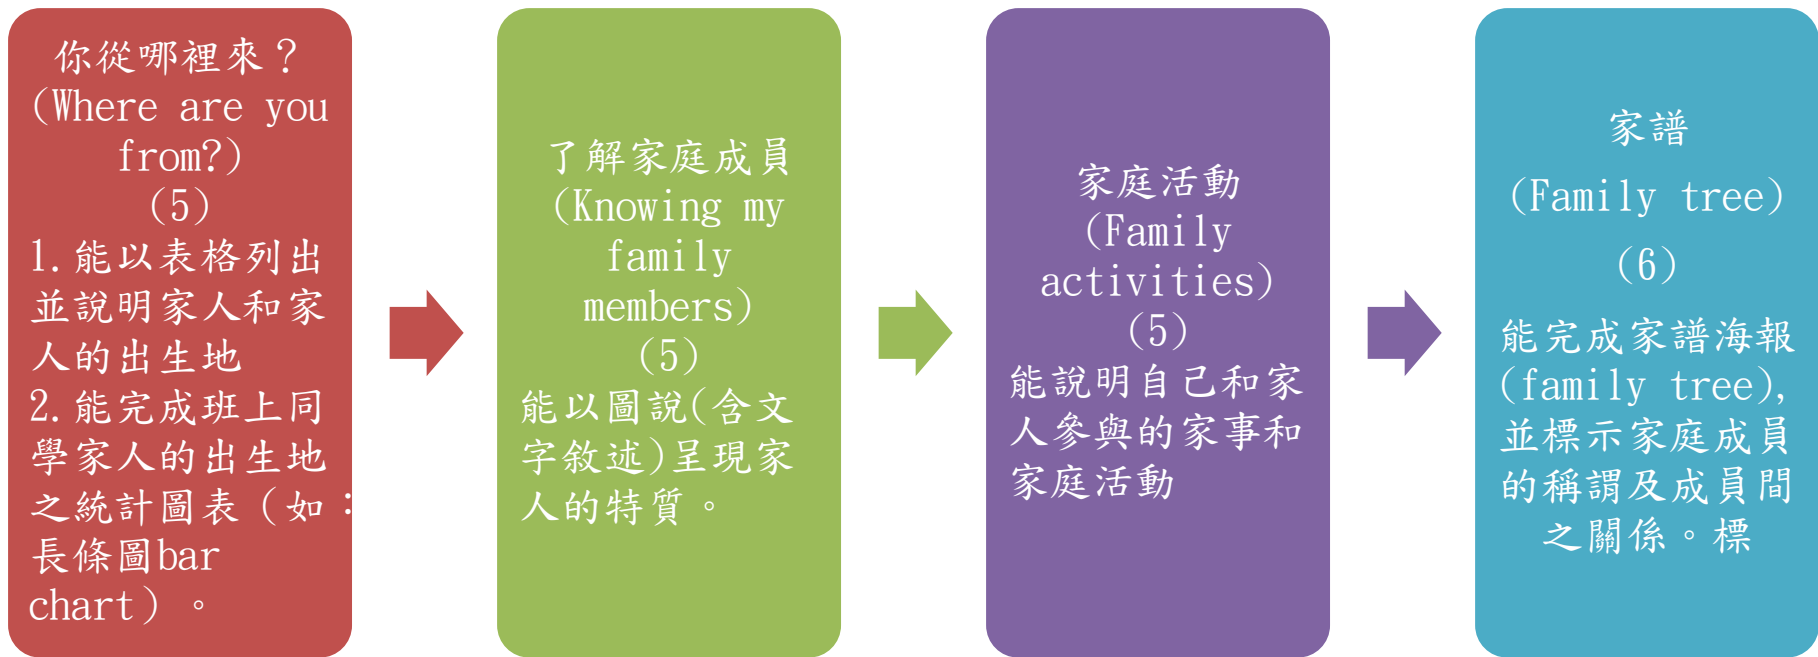 你從哪裡來？
(Where are you
from?)
(5)
1.能以表格列出
並說明家人和家
人的出生地
2.能完成班上同
學家人的出生地
之統計圖表（如：
長條圖bar
chart）。
了解家庭成員
(Knowing my
family
members)
(5)
能以圖說(含文
字敘述)呈現家
人的特質。
家庭活動
(Family
activities)
(5)
能說明自己和家
人參與的家事和
家庭活動
家譜
(Family tree)
(6)
能完成家譜海報
(family tree),
並標示家庭成員
的稱謂及成員間
之關係。標